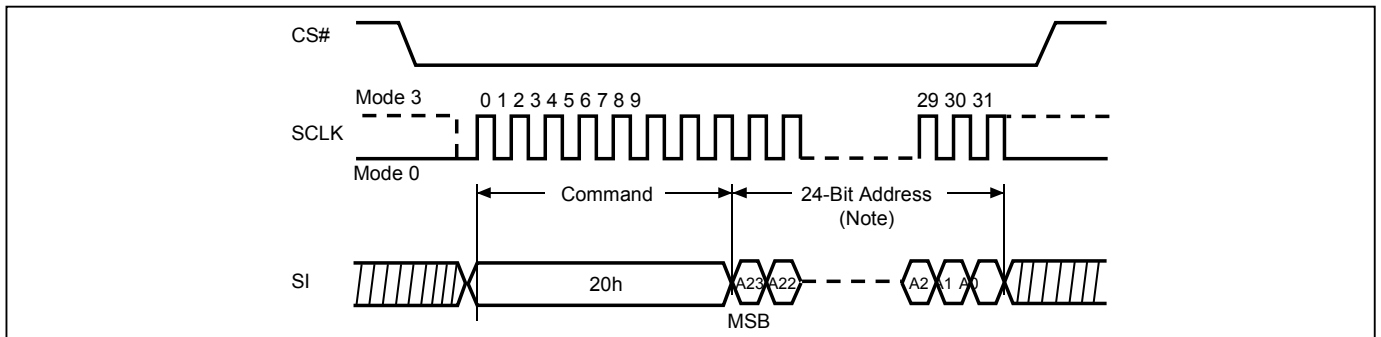 CS#
Mode 3
0 1 2 3 4 5 6 7 8 9
29 30 31
SCLK
Mode 0
Command
24-Bit Address
(Note)
SI
20h
A23
A22
A2
A1
A0
MSB